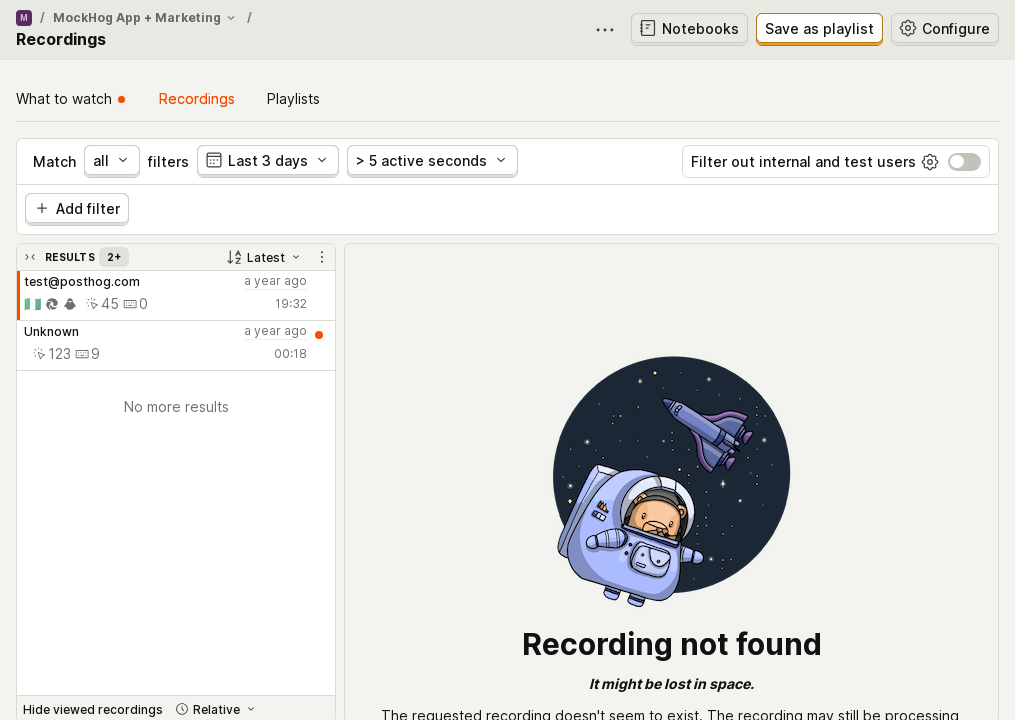 M / MockHog App + Marketing /
Recordings
Notebooks
Save as playlist
Configure
What to watch
Recordings
Playlists
Match all filters Last 3 days > 5 active seconds
Filter out internal and test users
+ Add filter
RESULTS 2+
Latest
test@posthog.com a year ago
45 0 19:32
Unknown a year ago
123 9 00:18
No more results
Hide viewed recordings Relative
Recording not found
It might be lost in space.
The requested recording doesn't seem to exist. The recording may still be processing